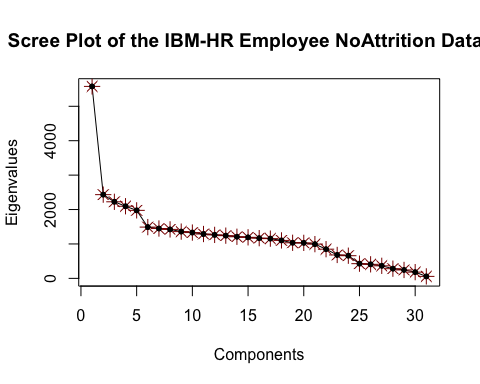 Scree Plot of the IBM-HR Employee NoAttrition Data
Eigenvalues
4000
2000
0
0 5 10 15 20 25 30
Components